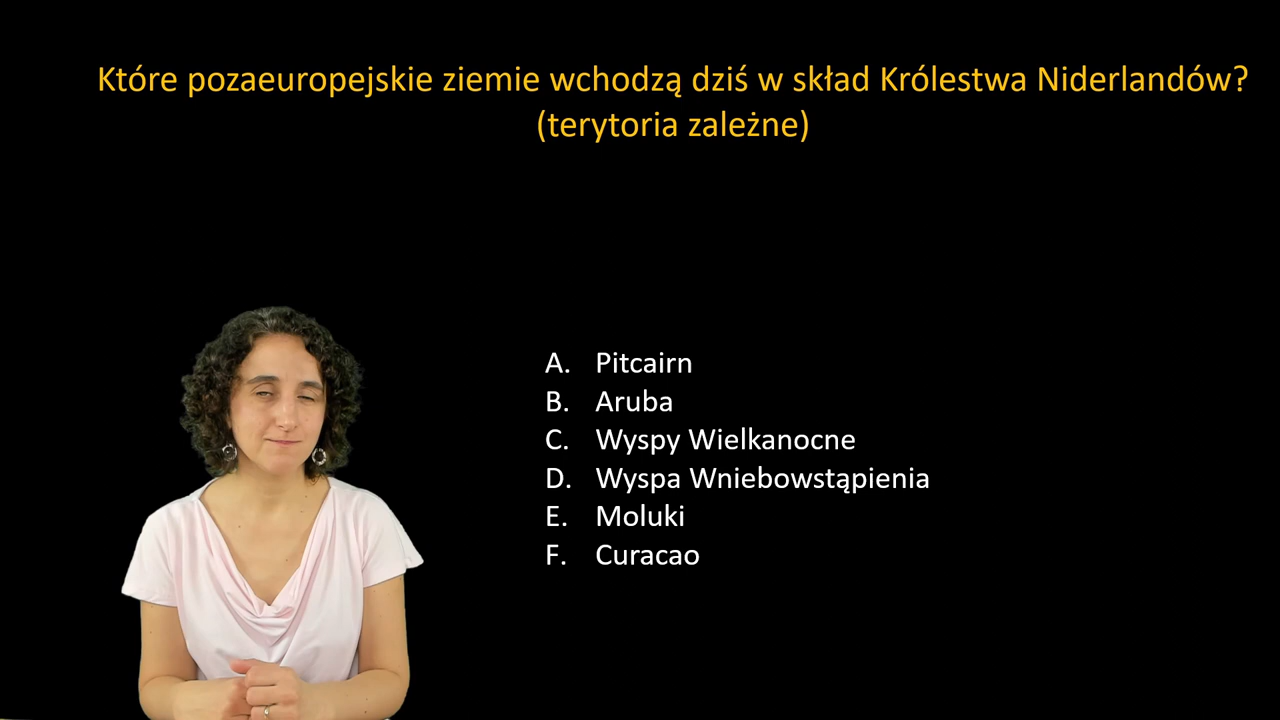 Które pozaeuropejskie ziemie wchodzą dziś w skład Królestwa Niderlandów?
(terytoria zależne)
A. Pitcairn
B. Aruba
C. Wyspy Wielkanocne
D. Wyspa Wniebowstąpienia
E. Moluki
F. Curacao